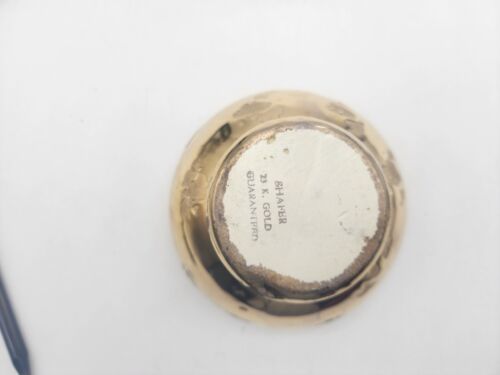 SHAFER
23 K. GOLD
GUARANTEED